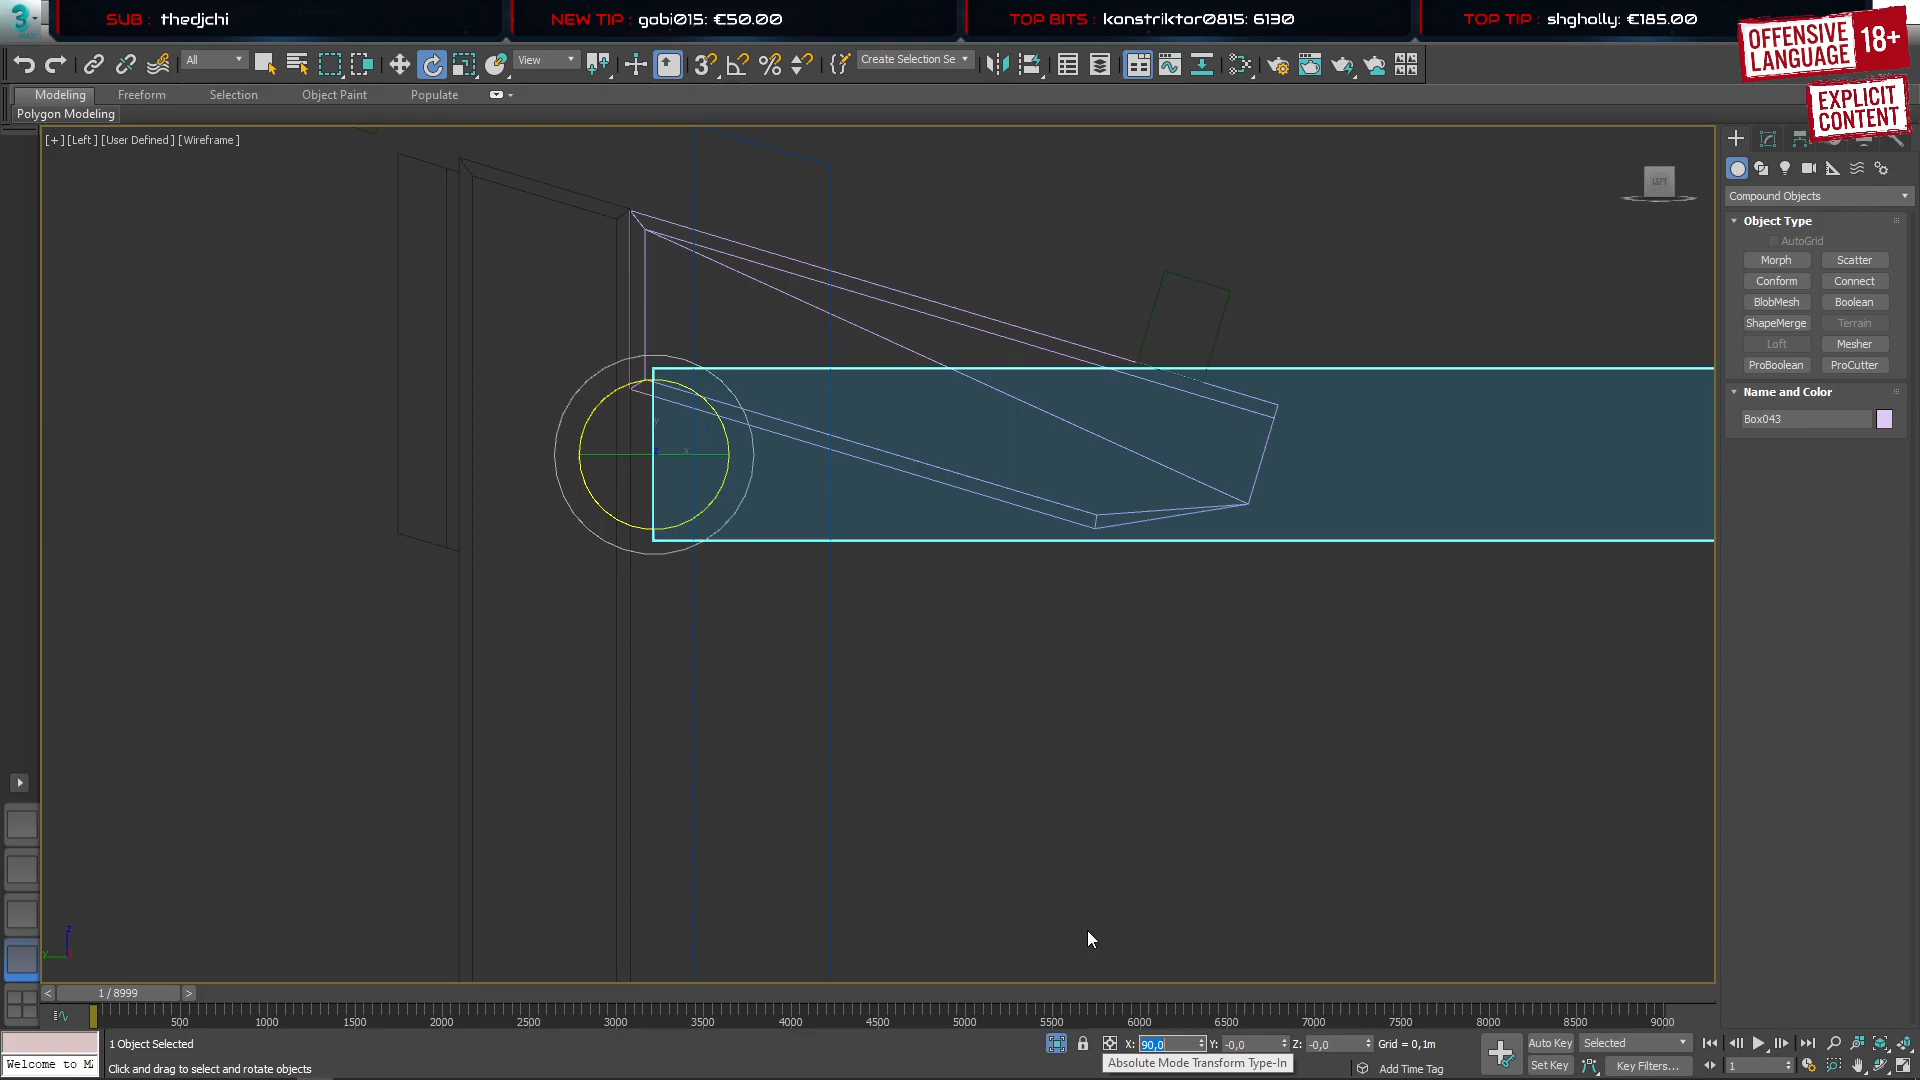 SUB : thedjchi
NEW TIP : gabi015: €50.00
TOP BITS : konstriktor0815: 6130
TOP TIP : shgholly: €185.00
OFFENSIVE LANGUAGE 18+
EXPLICIT CONTENT
3
MAX
All
View
Create Selection Se
Modeling
Freeform
Selection
Object Paint
Populate
Polygon Modeling
[+] [Left] [User Defined] [Wireframe]
LEFT
Compound Objects
Object Type
AutoGrid
Morph
Scatter
Conform
Connect
BlobMesh
Boolean
ShapeMerge
Terrain
Loft
Mesher
ProBoolean
ProCutter
Name and Color
Box043
y
x
z
y
< 1 / 8999 >
500 1000 1500 2000 2500 3000 3500 4000 4500 5000 5500 6000 6500 7000 7500 8000 8500 9000
1 Object Selected
X: 90,0 Y: -0,0 Z: -0,0 Grid = 0,1m
Auto Key
Selected
Welcome to M
Click and drag to select and rotate objects
Absolute Mode Transform Type-In
Add Time Tag
Set Key
Key Filters...
1